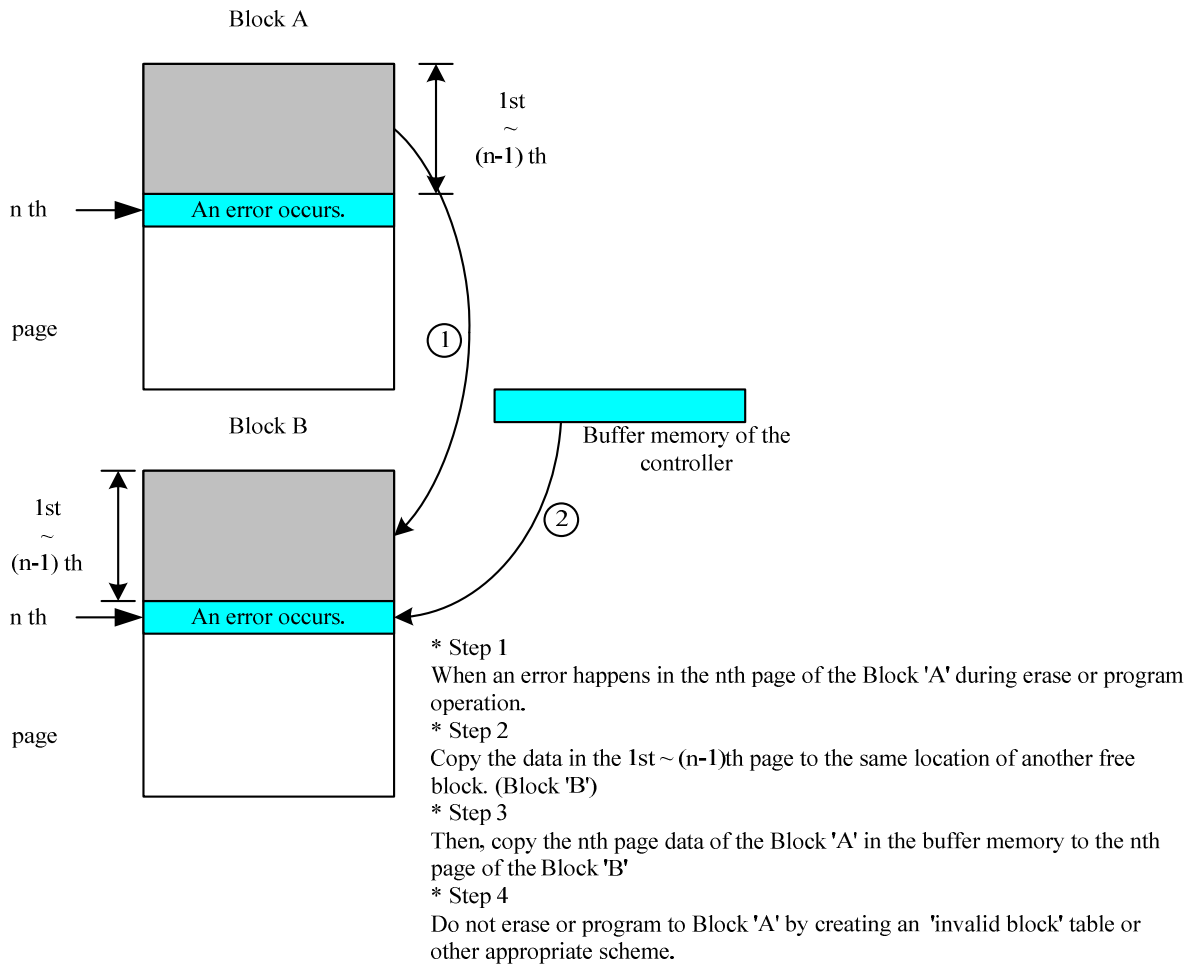 Block A
1st
~
(n-1) th
n th
An error occurs.
page
1
Block B
Buffer memory of the
controller
1st
~
(n-1) th
2
n th
An error occurs.
page
* Step 1
When an error happens in the nth page of the Block 'A' during erase or program
operation.
* Step 2
Copy the data in the 1st ~ (n-1)th page to the same location of another free
block. (Block 'B')
* Step 3
Then, copy the nth page data of the Block 'A' in the buffer memory to the nth
page of the Block 'B'
* Step 4
Do not erase or program to Block 'A' by creating an 'invalid block' table or
other appropriate scheme.